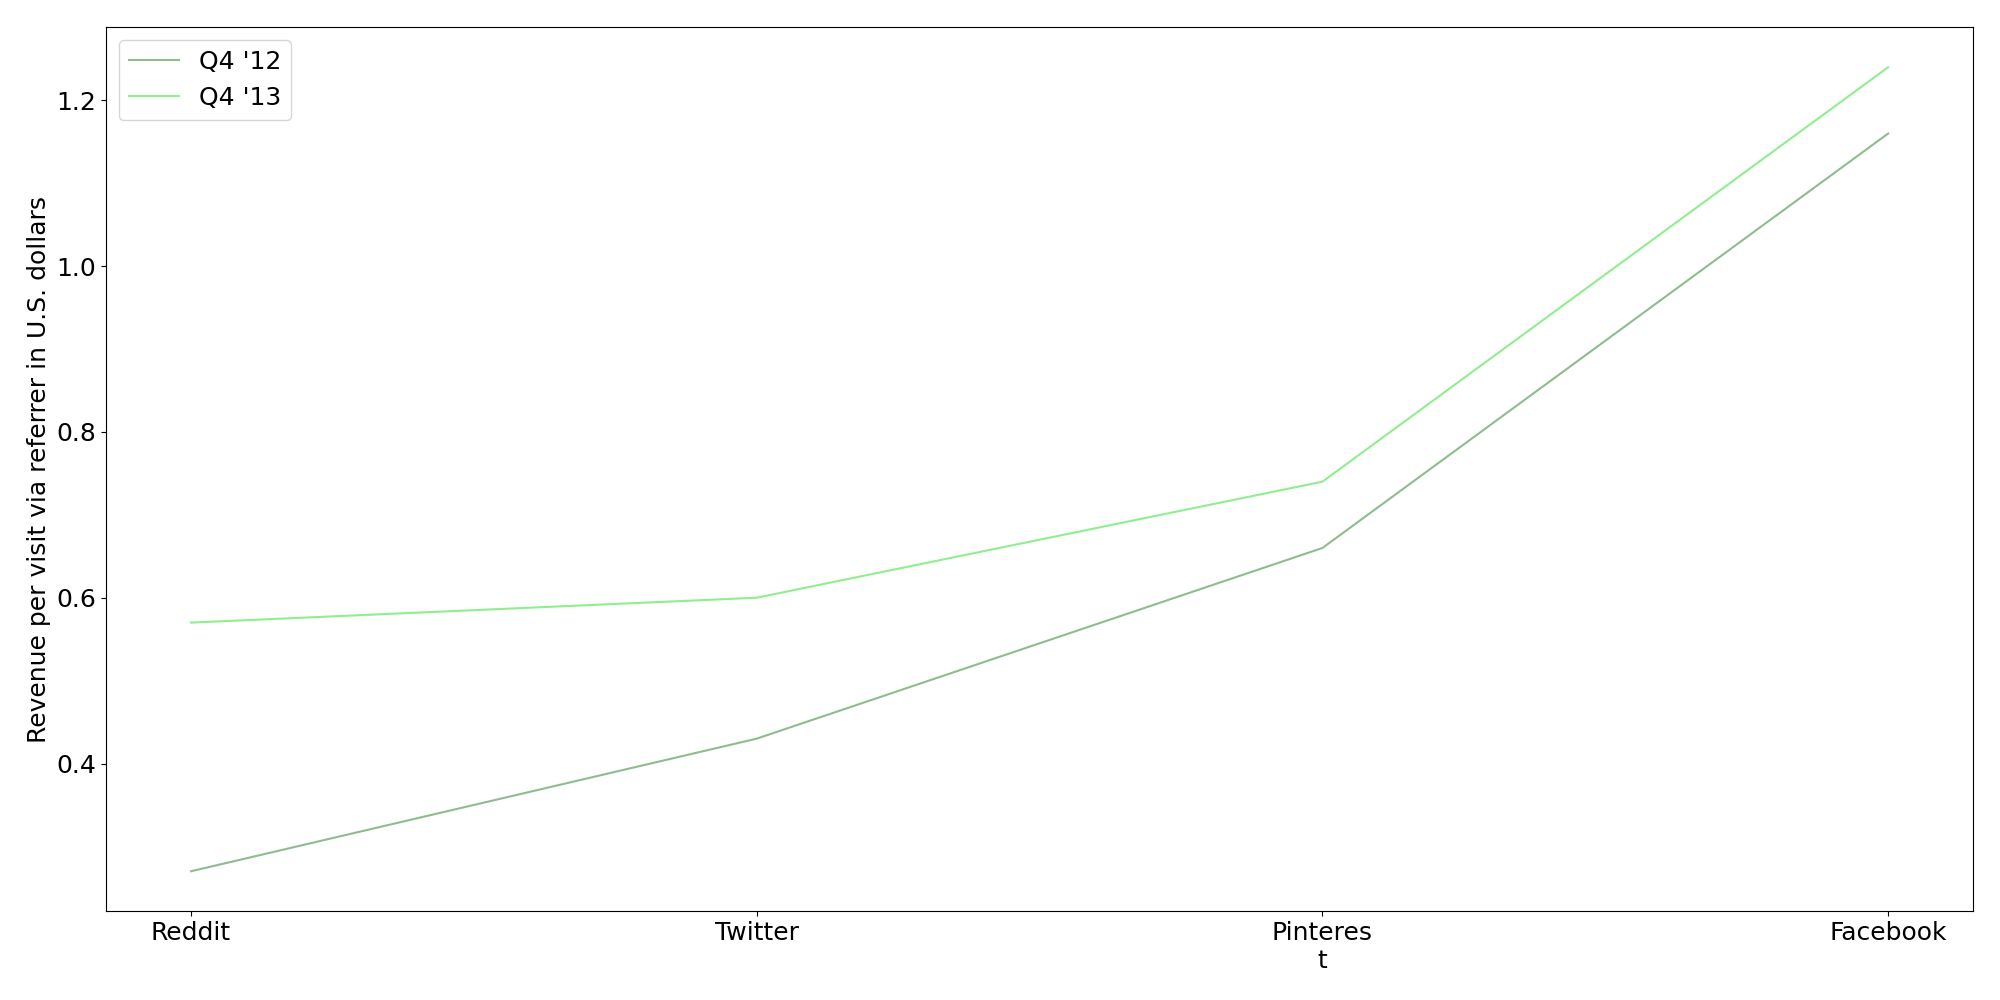 Q4 '12
Q4 '13
Revenue per visit via referrer in U.S. dollars
1.2
1.0
0.8
0.6
0.4
Reddit
Twitter
Pinteres
t
Facebook